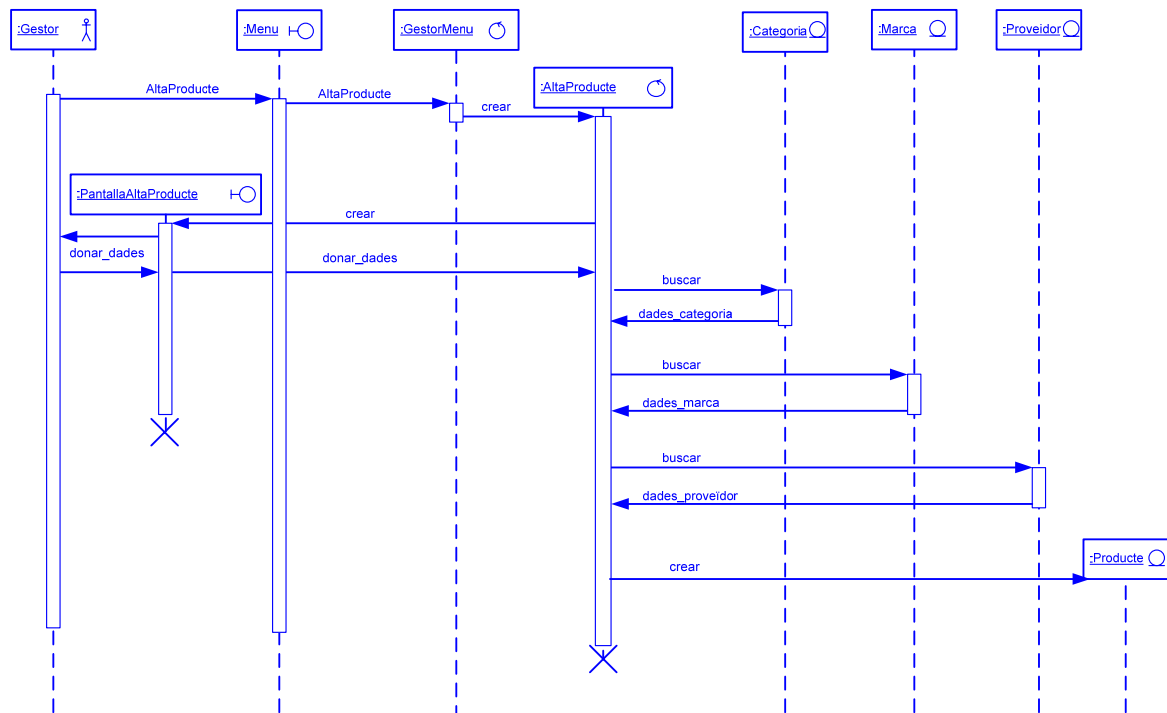 :Gestor
:Menu
:GestorMenu
:Categoria
:Marca
:Proveidor
:AltaProducte
AltaProducte
AltaProducte
crear
:PantallaAltaProducte
crear
donar_dades
donar_dades
buscar
dades_categoria
buscar
dades_marca
buscar
dades_proveïdor
:Producte
crear